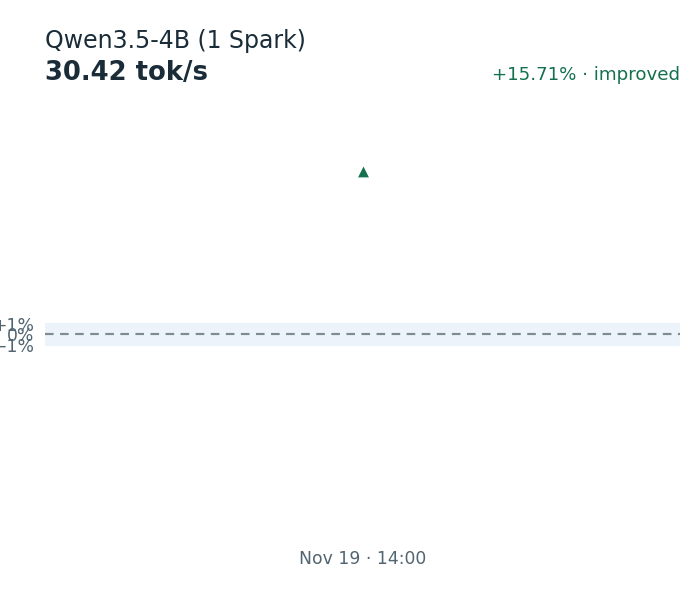 Qwen3.5-4B (1 Spark)
30.42 tok/s
+15.71% · improved
+1%
0%
−1%
Nov 19 · 14:00